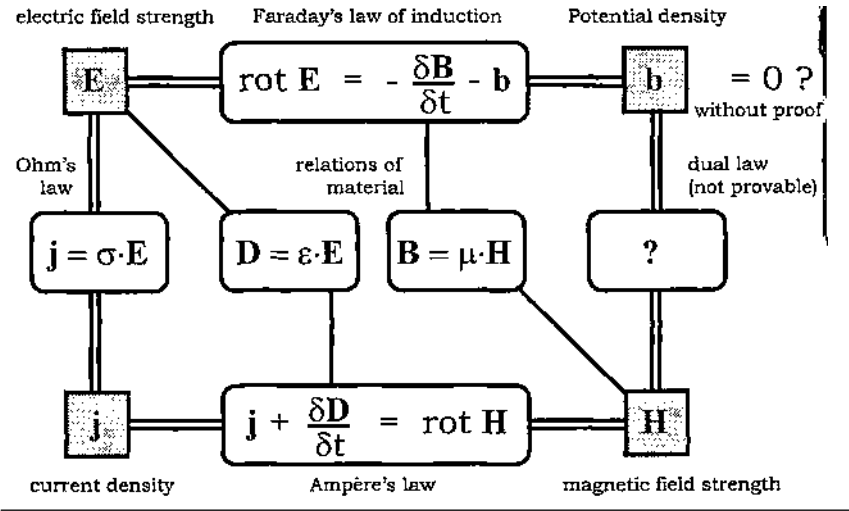 electric field strength
Faraday's law of induction
Potential density
E
rot E = - δB/δt - b
b
= 0 ?
without proof
Ohm's
law
relations of
material
dual law
(not provable)
j = σ·E
D = ε·E
B = μ·H
?
j
j + δD/δt = rot H
H
current density
Ampère's law
magnetic field strength